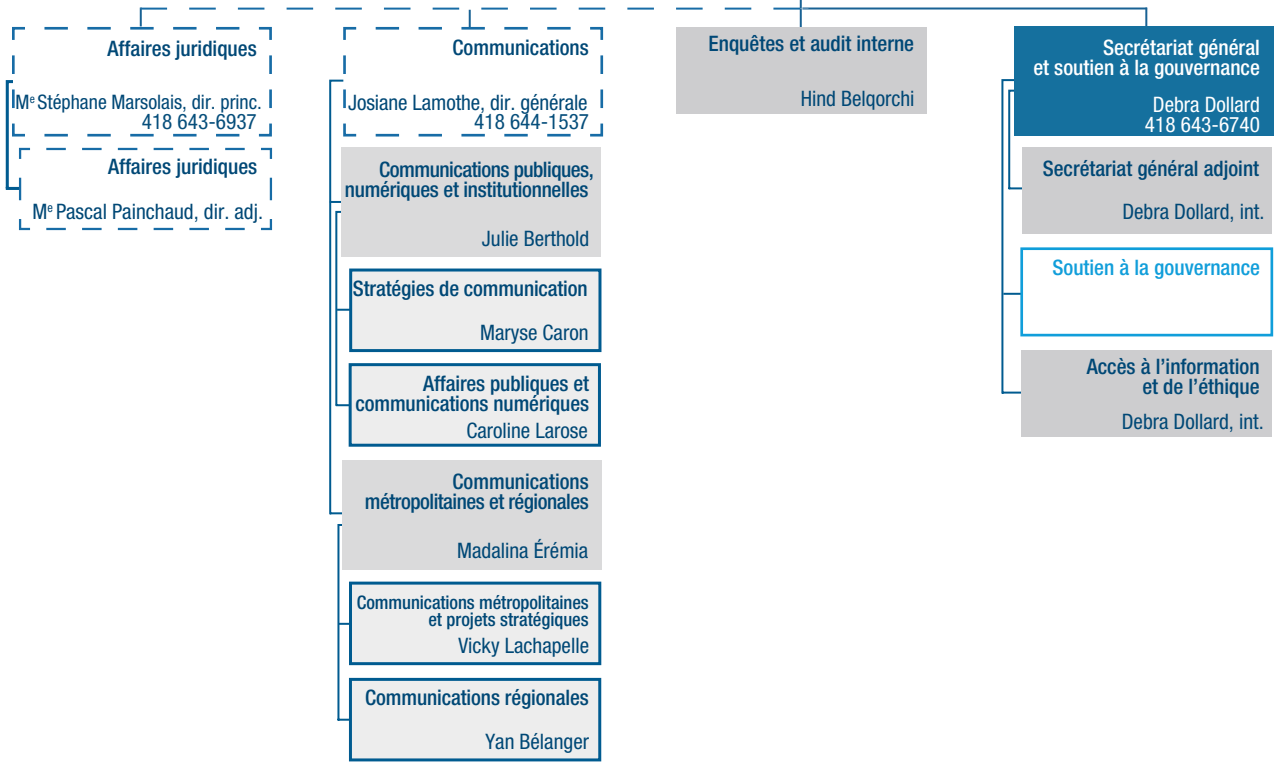 Affaires juridiques
Me Stéphane Marsolais, dir. princ.
418 643-6937
Affaires juridiques
Me Pascal Painchaud, dir. adj.
Communications
Josiane Lamothe, dir. générale
418 644-1537
Communications publiques,
numériques et institutionnelles
Julie Berthold
Stratégies de communication
Maryse Caron
Affaires publiques et
communications numériques
Caroline Larose
Communications
métropolitaines et régionales
Madalina Érémia
Communications métropolitaines
et projets stratégiques
Vicky Lachapelle
Communications régionales
Yan Bélanger
Enquêtes et audit interne
Hind Belqorchi
Secrétariat général
et soutien à la gouvernance
Debra Dollard
418 643-6740
Secrétariat général adjoint
Debra Dollard, int.
Soutien à la gouvernance
Accès à l’information
et de l’éthique
Debra Dollard, int.